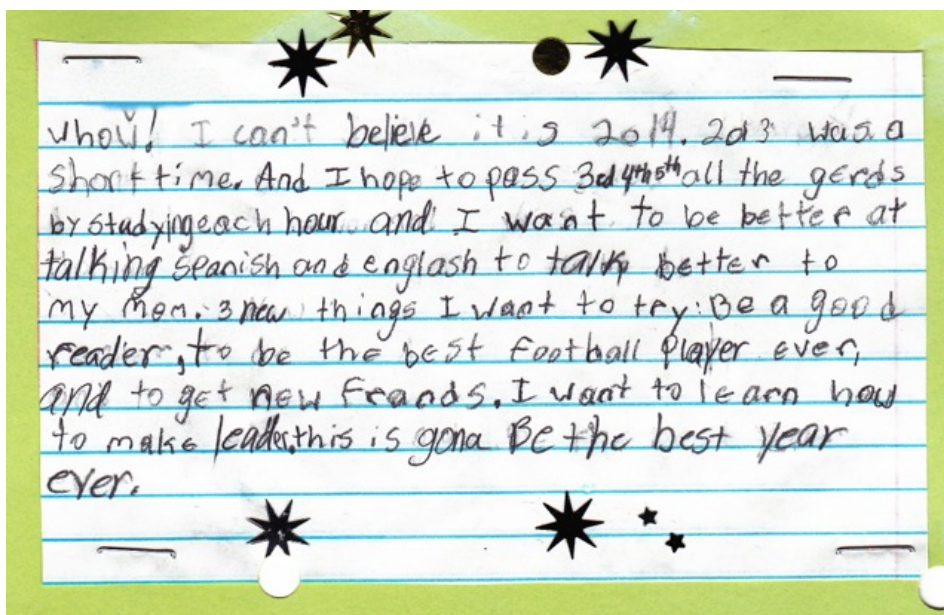 whow! I can't believe it is 2014. 2013 was a
short time. And I hope to pass 3rd 4th 5th all the gerds
by studying each hour and I want to be better at
talking spanish and englash to talk better to
my mom. 3 new things I want to try: Be a good
reader, to be the best football player ever,
and to get new frands. I want to learn how
to make leader. this is gona Be the best year
ever.